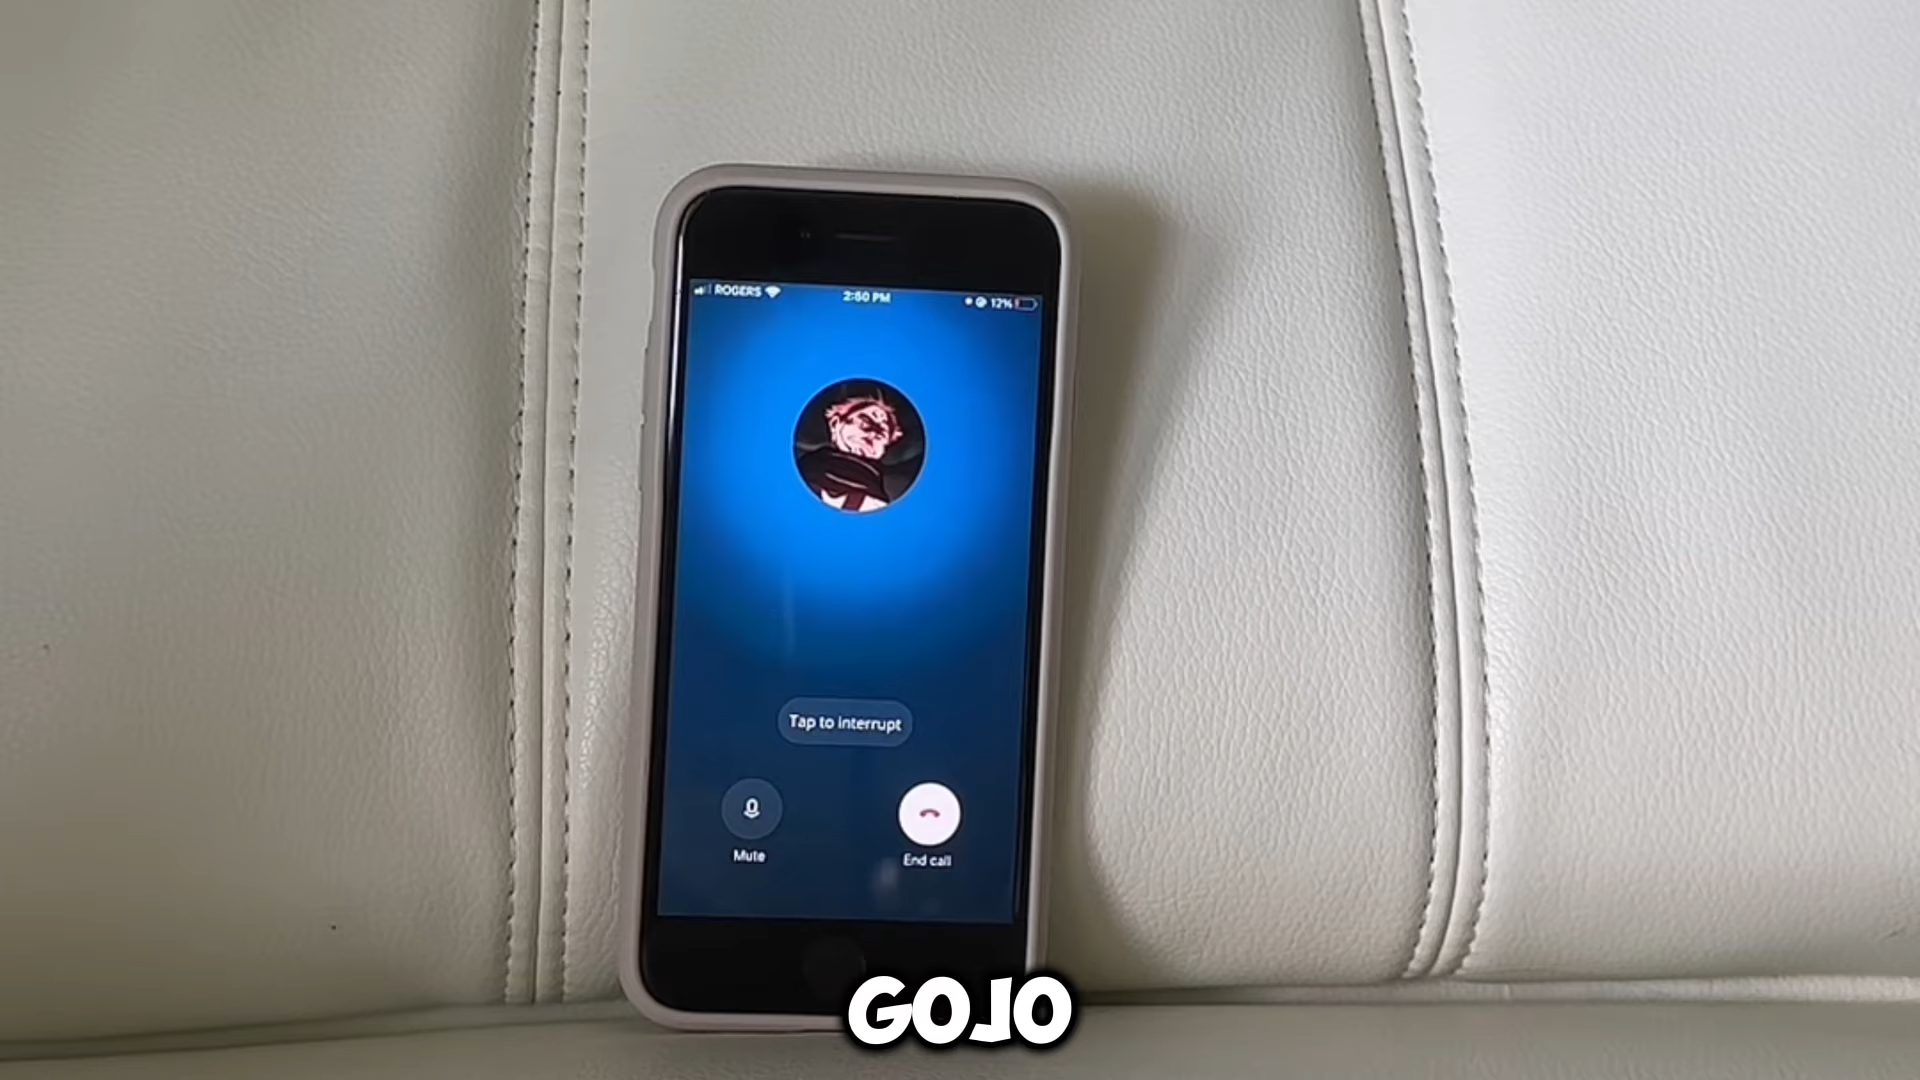 ROGERS 2:50 PM 12%
Tap to interrupt
Mute End call
GOJO